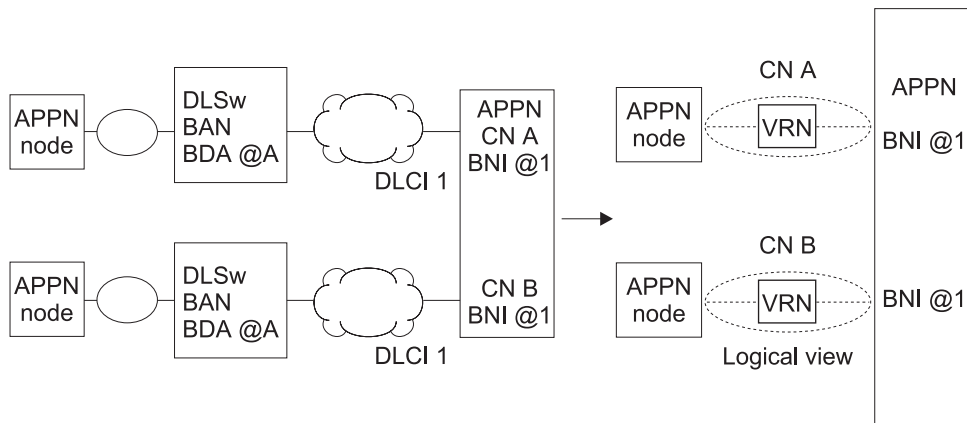 APPN
node
DLSw
BAN
BDA @A
DLCI 1
APPN
CN A
BNI @1
APPN
node
DLSw
BAN
BDA @A
DLCI 1
CN B
BNI @1
CN A
APPN
node
VRN
APPN
BNI @1
CN B
APPN
node
VRN
BNI @1
Logical view